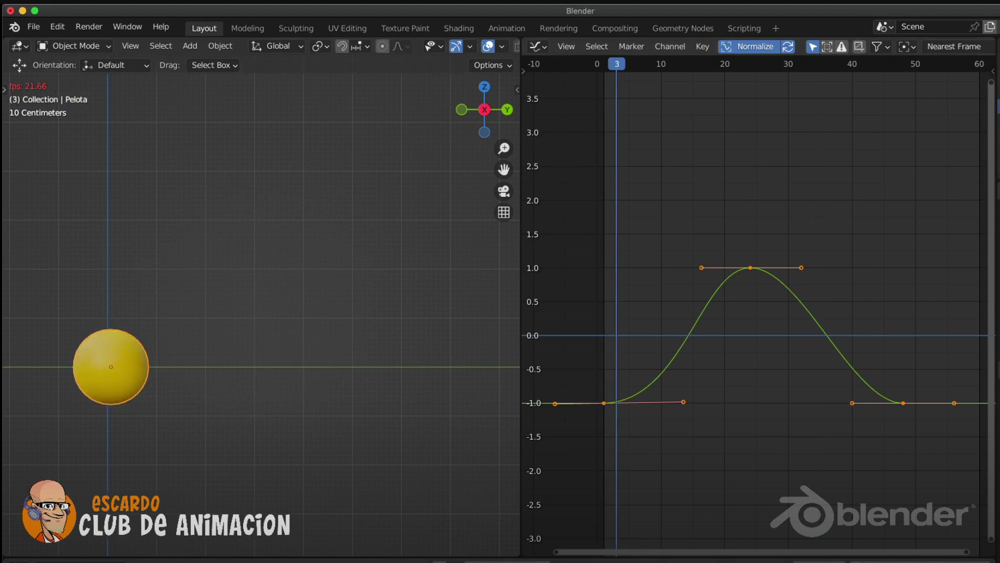 Blender
File Edit Render Window Help Layout Modeling Sculpting UV Editing Texture Paint Shading Animation Rendering Compositing Geometry Nodes Scripting + Scene
Object Mode View Select Add Object Global View Select Marker Channel Key Normalize Nearest Frame
Orientation: Default Drag: Select Box Options -10 0 3 10 20 30 40 50 60
fps: 21.66
(3) Collection | Pelota
10 Centimeters
Z
X Y
3.5
3.0
2.5
2.0
1.5
1.0
0.5
0.0
-0.5
-1.0
-1.5
-2.0
-2.5
-3.0
ESCARDO
CLUB DE ANIMACION
blender